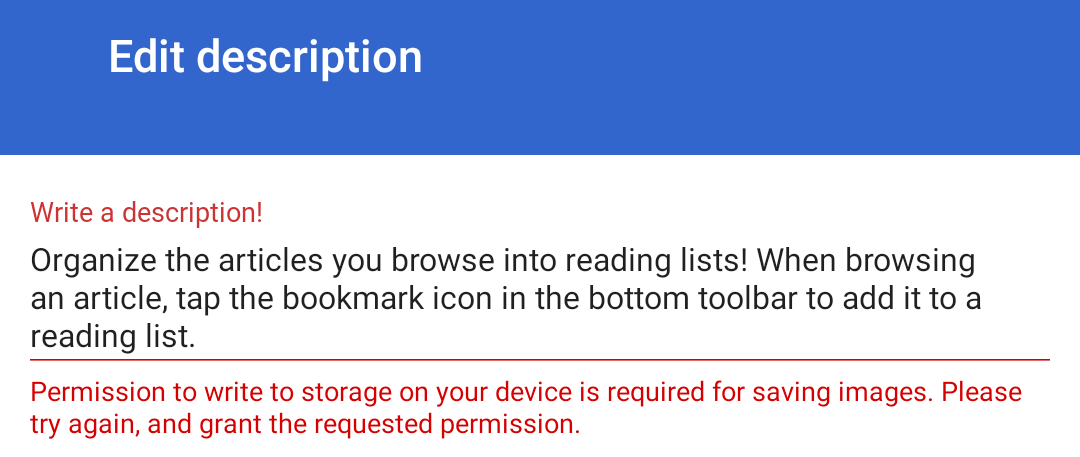 Edit description
Write a description!
Organize the articles you browse into reading lists! When browsing
an article, tap the bookmark icon in the bottom toolbar to add it to a
reading list.
Permission to write to storage on your device is required for saving images. Please
try again, and grant the requested permission.